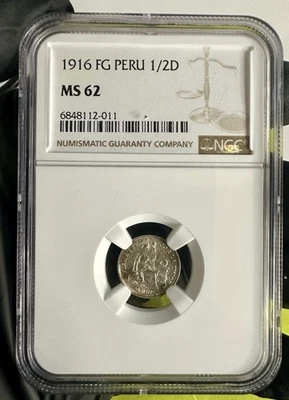 1916 FG PERU 1/2D
MS 62
6848112-011
NUMISMATIC GUARANTY COMPANY
NGC